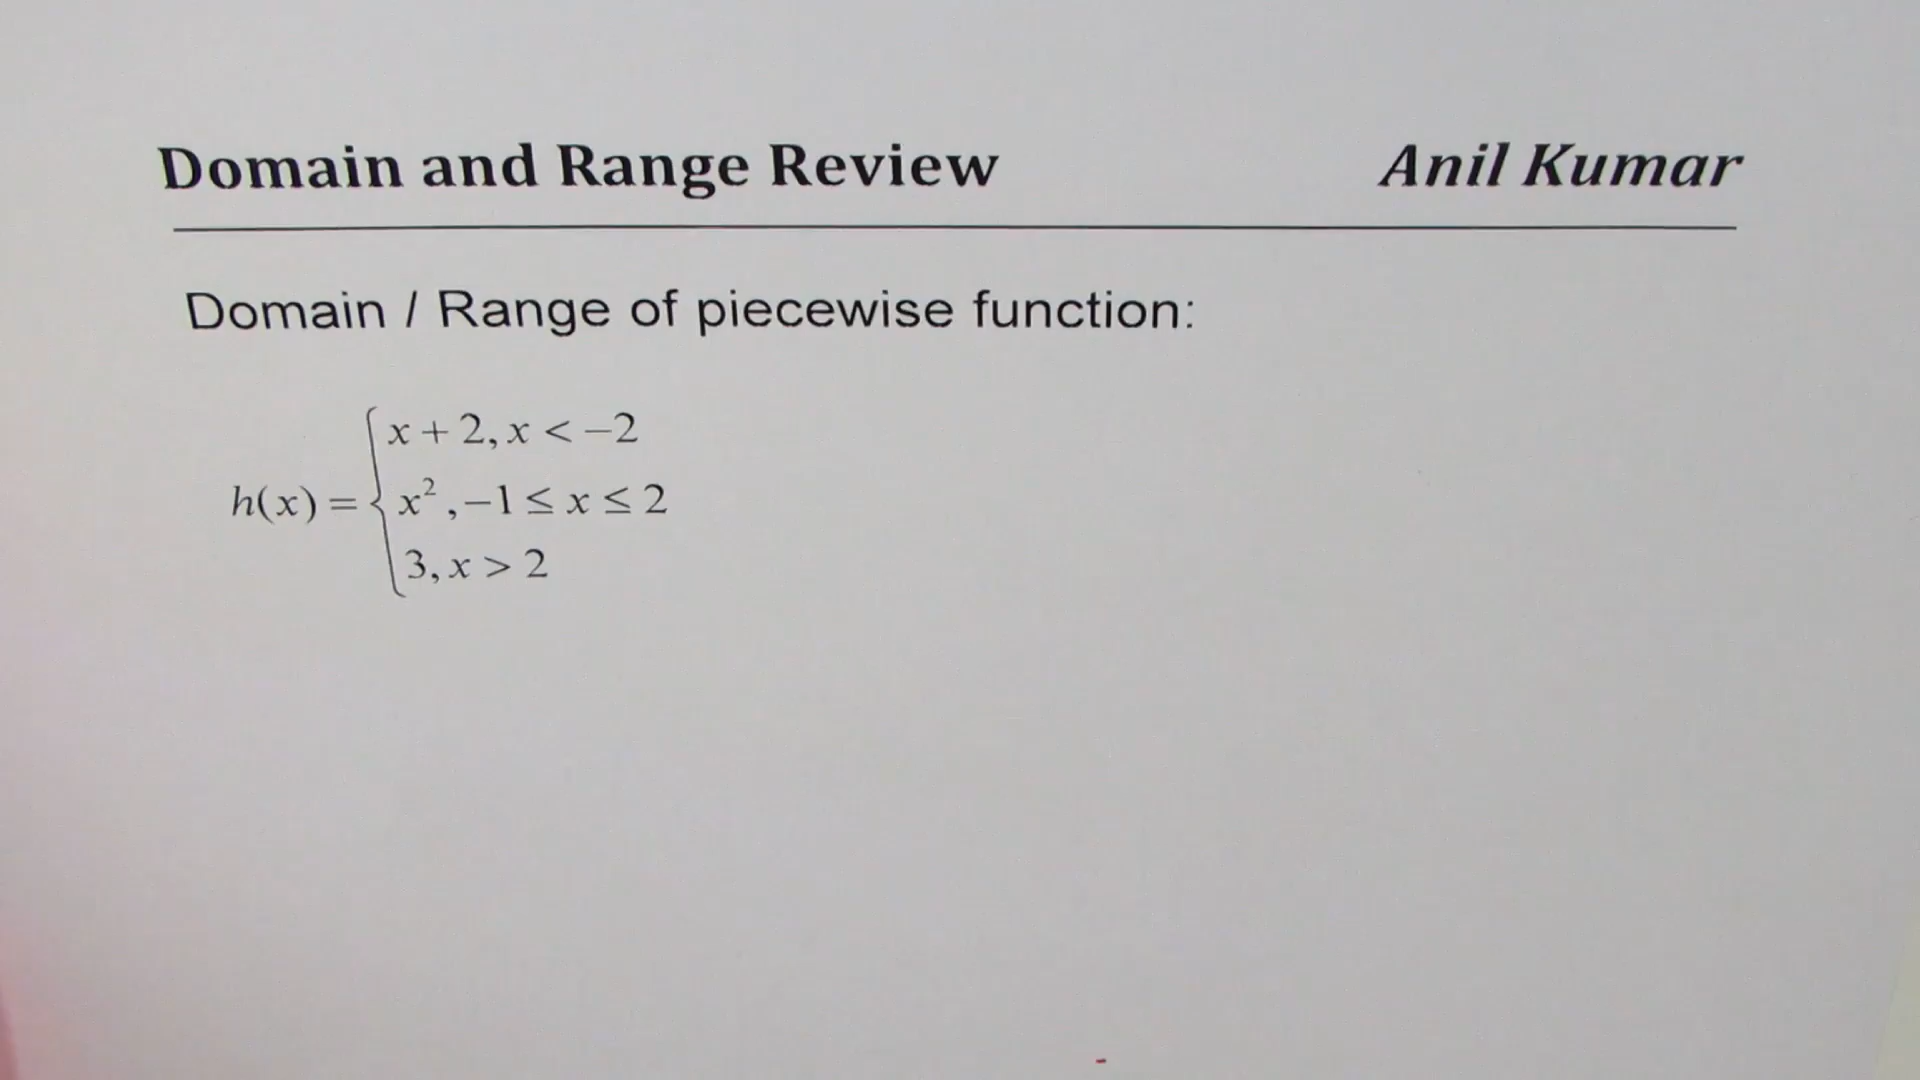 Domain and Range Review Anil Kumar
Domain / Range of piecewise function:
x + 2, x < −2
h(x) = { x², −1 ≤ x ≤ 2
3, x > 2